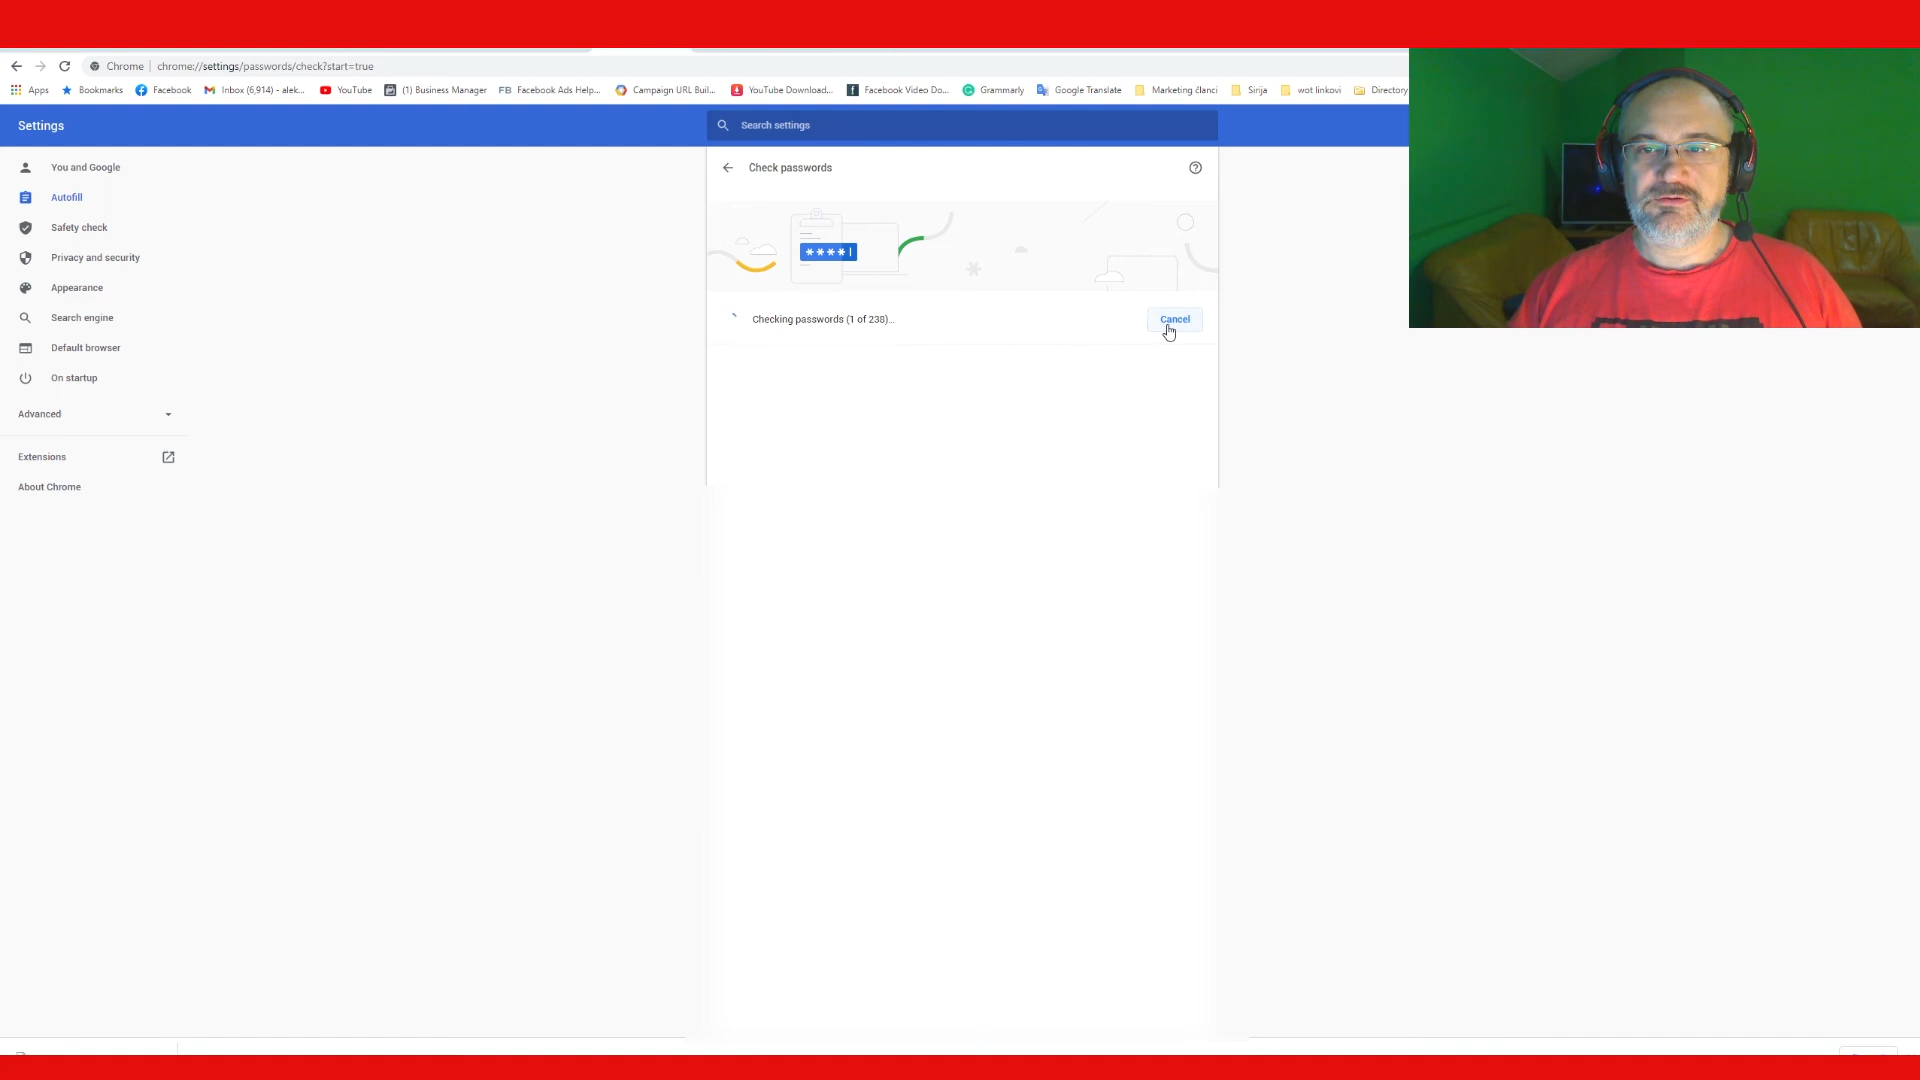 Chrome | chrome://settings/passwords/check?start=true
Apps Bookmarks Facebook Inbox (6,914) - alek... YouTube (1) Business Manager FB Facebook Ads Help... Campaign URL Buil... YouTube Download... f Facebook Video Do... Grammarly Google Translate Marketing članci Sirija wot linkovi Directory
Settings
Search settings
You and Google
Autofill
Safety check
Privacy and security
Appearance
Search engine
Default browser
On startup
Advanced
Extensions
About Chrome
Check passwords
****|
Checking passwords (1 of 238)...
Cancel